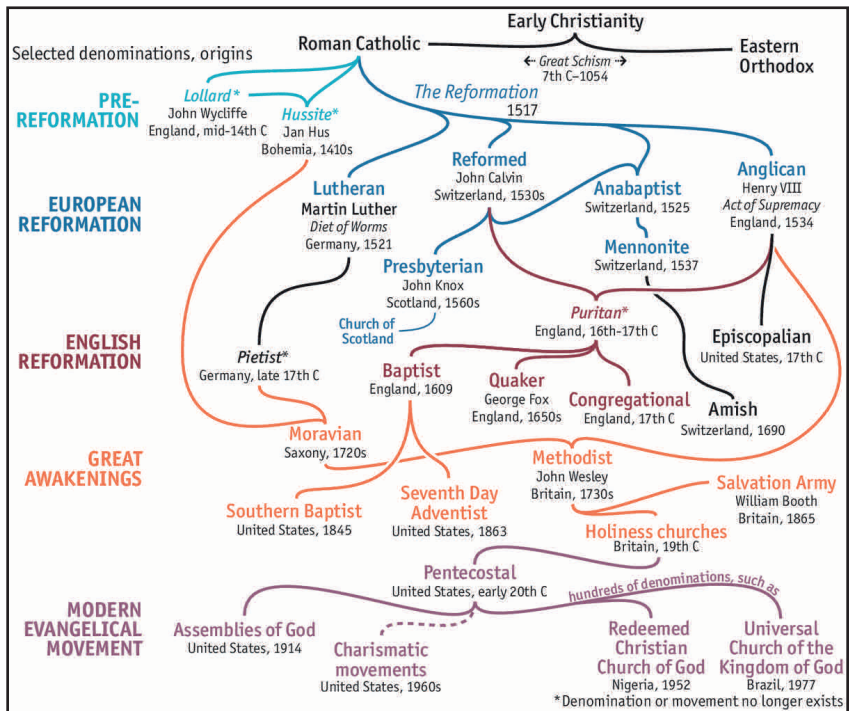 Early Christianity
Selected denominations, origins
Roman Catholic
Great Schism
7th C–1054
Eastern
Orthodox
PRE-
REFORMATION
Lollard*
John Wycliffe
England, mid-14th C
Hussite*
Jan Hus
Bohemia, 1410s
The Reformation
1517
EUROPEAN
REFORMATION
Lutheran
Martin Luther
Diet of Worms
Germany, 1521
Reformed
John Calvin
Switzerland, 1530s
Anabaptist
Switzerland, 1525
Anglican
Henry VIII
Act of Supremacy
England, 1534
Presbyterian
John Knox
Scotland, 1560s
Church of
Scotland
Mennonite
Switzerland, 1537
ENGLISH
REFORMATION
Pietist*
Germany, late 17th C
Puritan*
England, 16th-17th C
Episcopalian
United States, 17th C
Baptist
England, 1609
Quaker
George Fox
England, 1650s
Congregational
England, 17th C
Amish
Switzerland, 1690
GREAT
AWAKENINGS
Moravian
Saxony, 1720s
Methodist
John Wesley
Britain, 1730s
Salvation Army
William Booth
Britain, 1865
Southern Baptist
United States, 1845
Seventh Day
Adventist
United States, 1863
Holiness churches
Britain, 19th C
MODERN
EVANGELICAL
MOVEMENT
Pentecostal
United States, early 20th C
hundreds of denominations, such as
Assemblies of God
United States, 1914
Charismatic
movements
United States, 1960s
Redeemed
Christian
Church of God
Nigeria, 1952
Universal
Church of the
Kingdom of God
Brazil, 1977
*Denomination or movement no longer exists